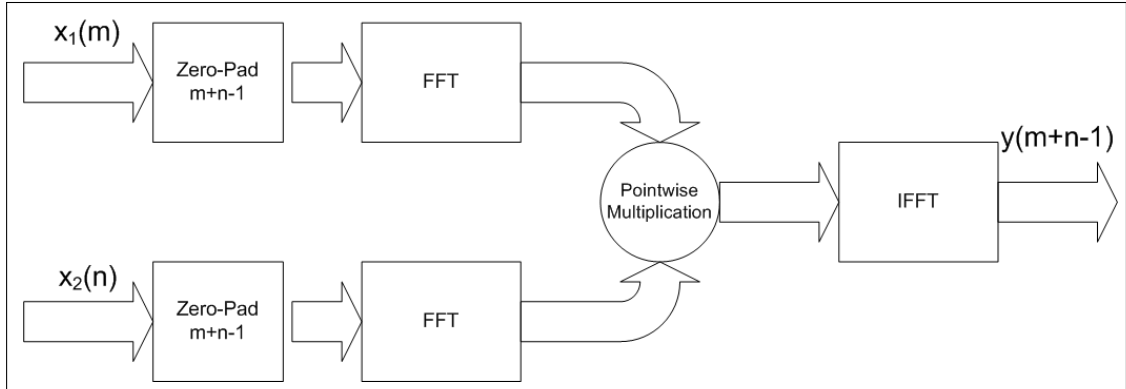 x₁(m)
Zero-Pad
m+n-1
FFT
Pointwise
Multiplication
IFFT
y(m+n-1)
x₂(n)
Zero-Pad
m+n-1
FFT